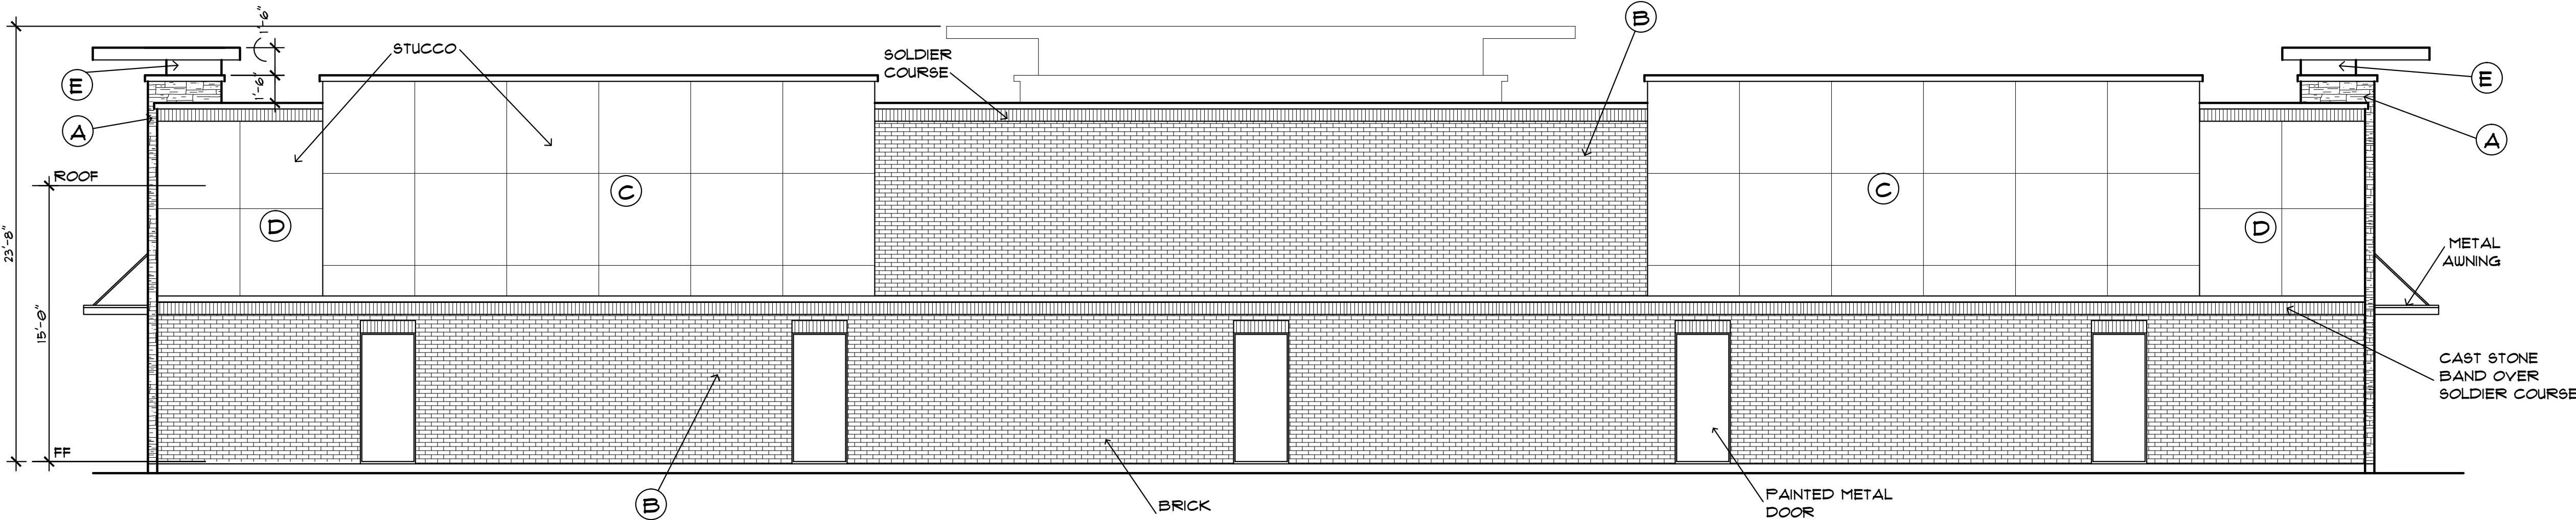 B
1'-6"
STUCCO
SOLDIER
COURSE
E
E
1'-6"
A
A
ROOF
C
C
D
D
23'-8"
METAL
AWNING
15'-0"
CAST STONE
BAND OVER
SOLDIER COURSE
FF
B
BRICK
PAINTED METAL
DOOR